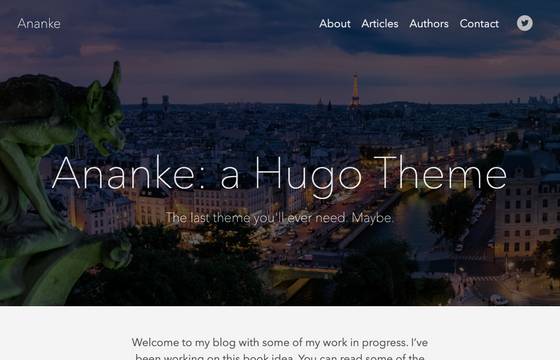 Ananke
About Articles Authors Contact
Ananke: a Hugo Theme
The last theme you'll ever need. Maybe.
Welcome to my blog with some of my work in progress. I've
been working on this book idea. You can read some of the